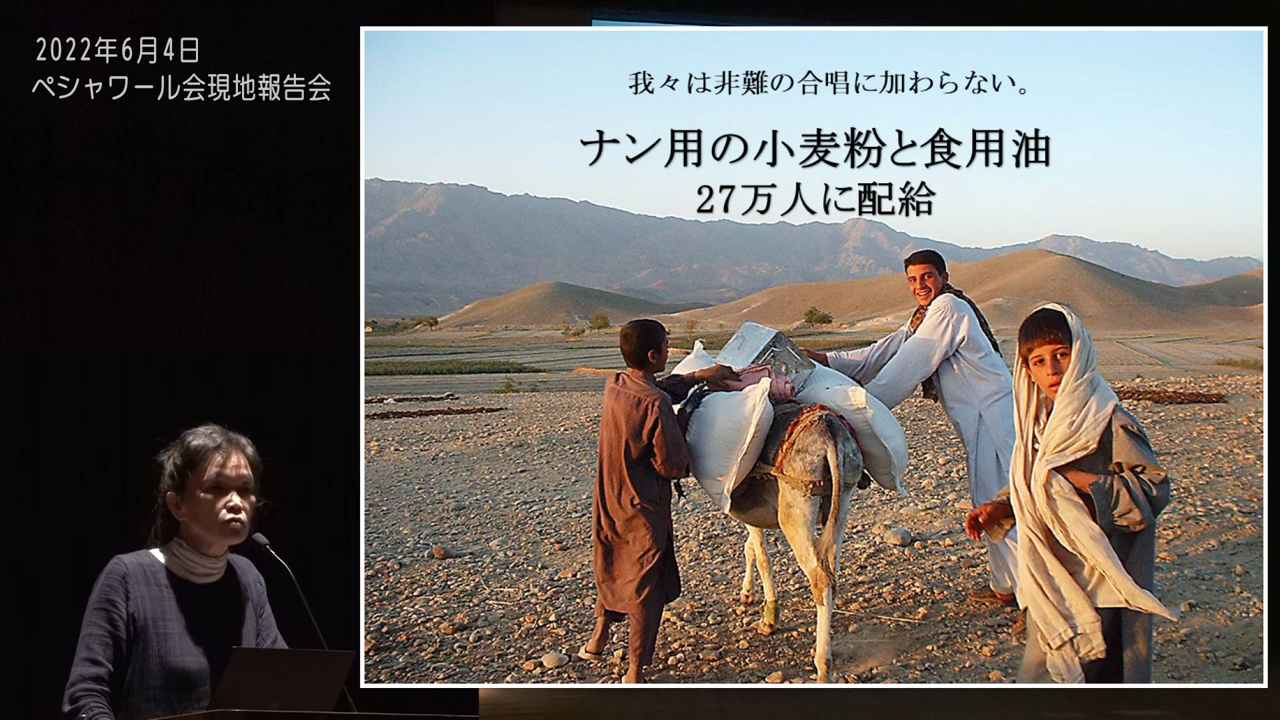 2022年6月4日
ペシャワール会現地報告会
我々は非難の合唱に加わらない。
ナン用の小麦粉と食用油
27万人に配給